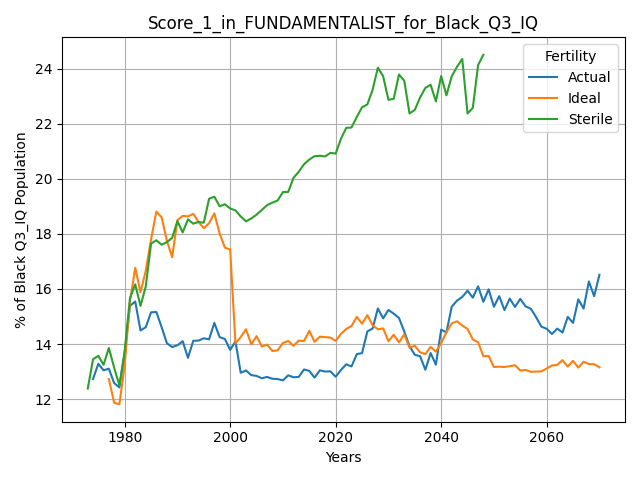 Score_1_in_FUNDAMENTALIST_for_Black_Q3_IQ
Fertility
Actual
Ideal
Sterile
% of Black Q3_IQ Population
24
22
20
18
16
14
12
1980
2000
2020
2040
2060
Years